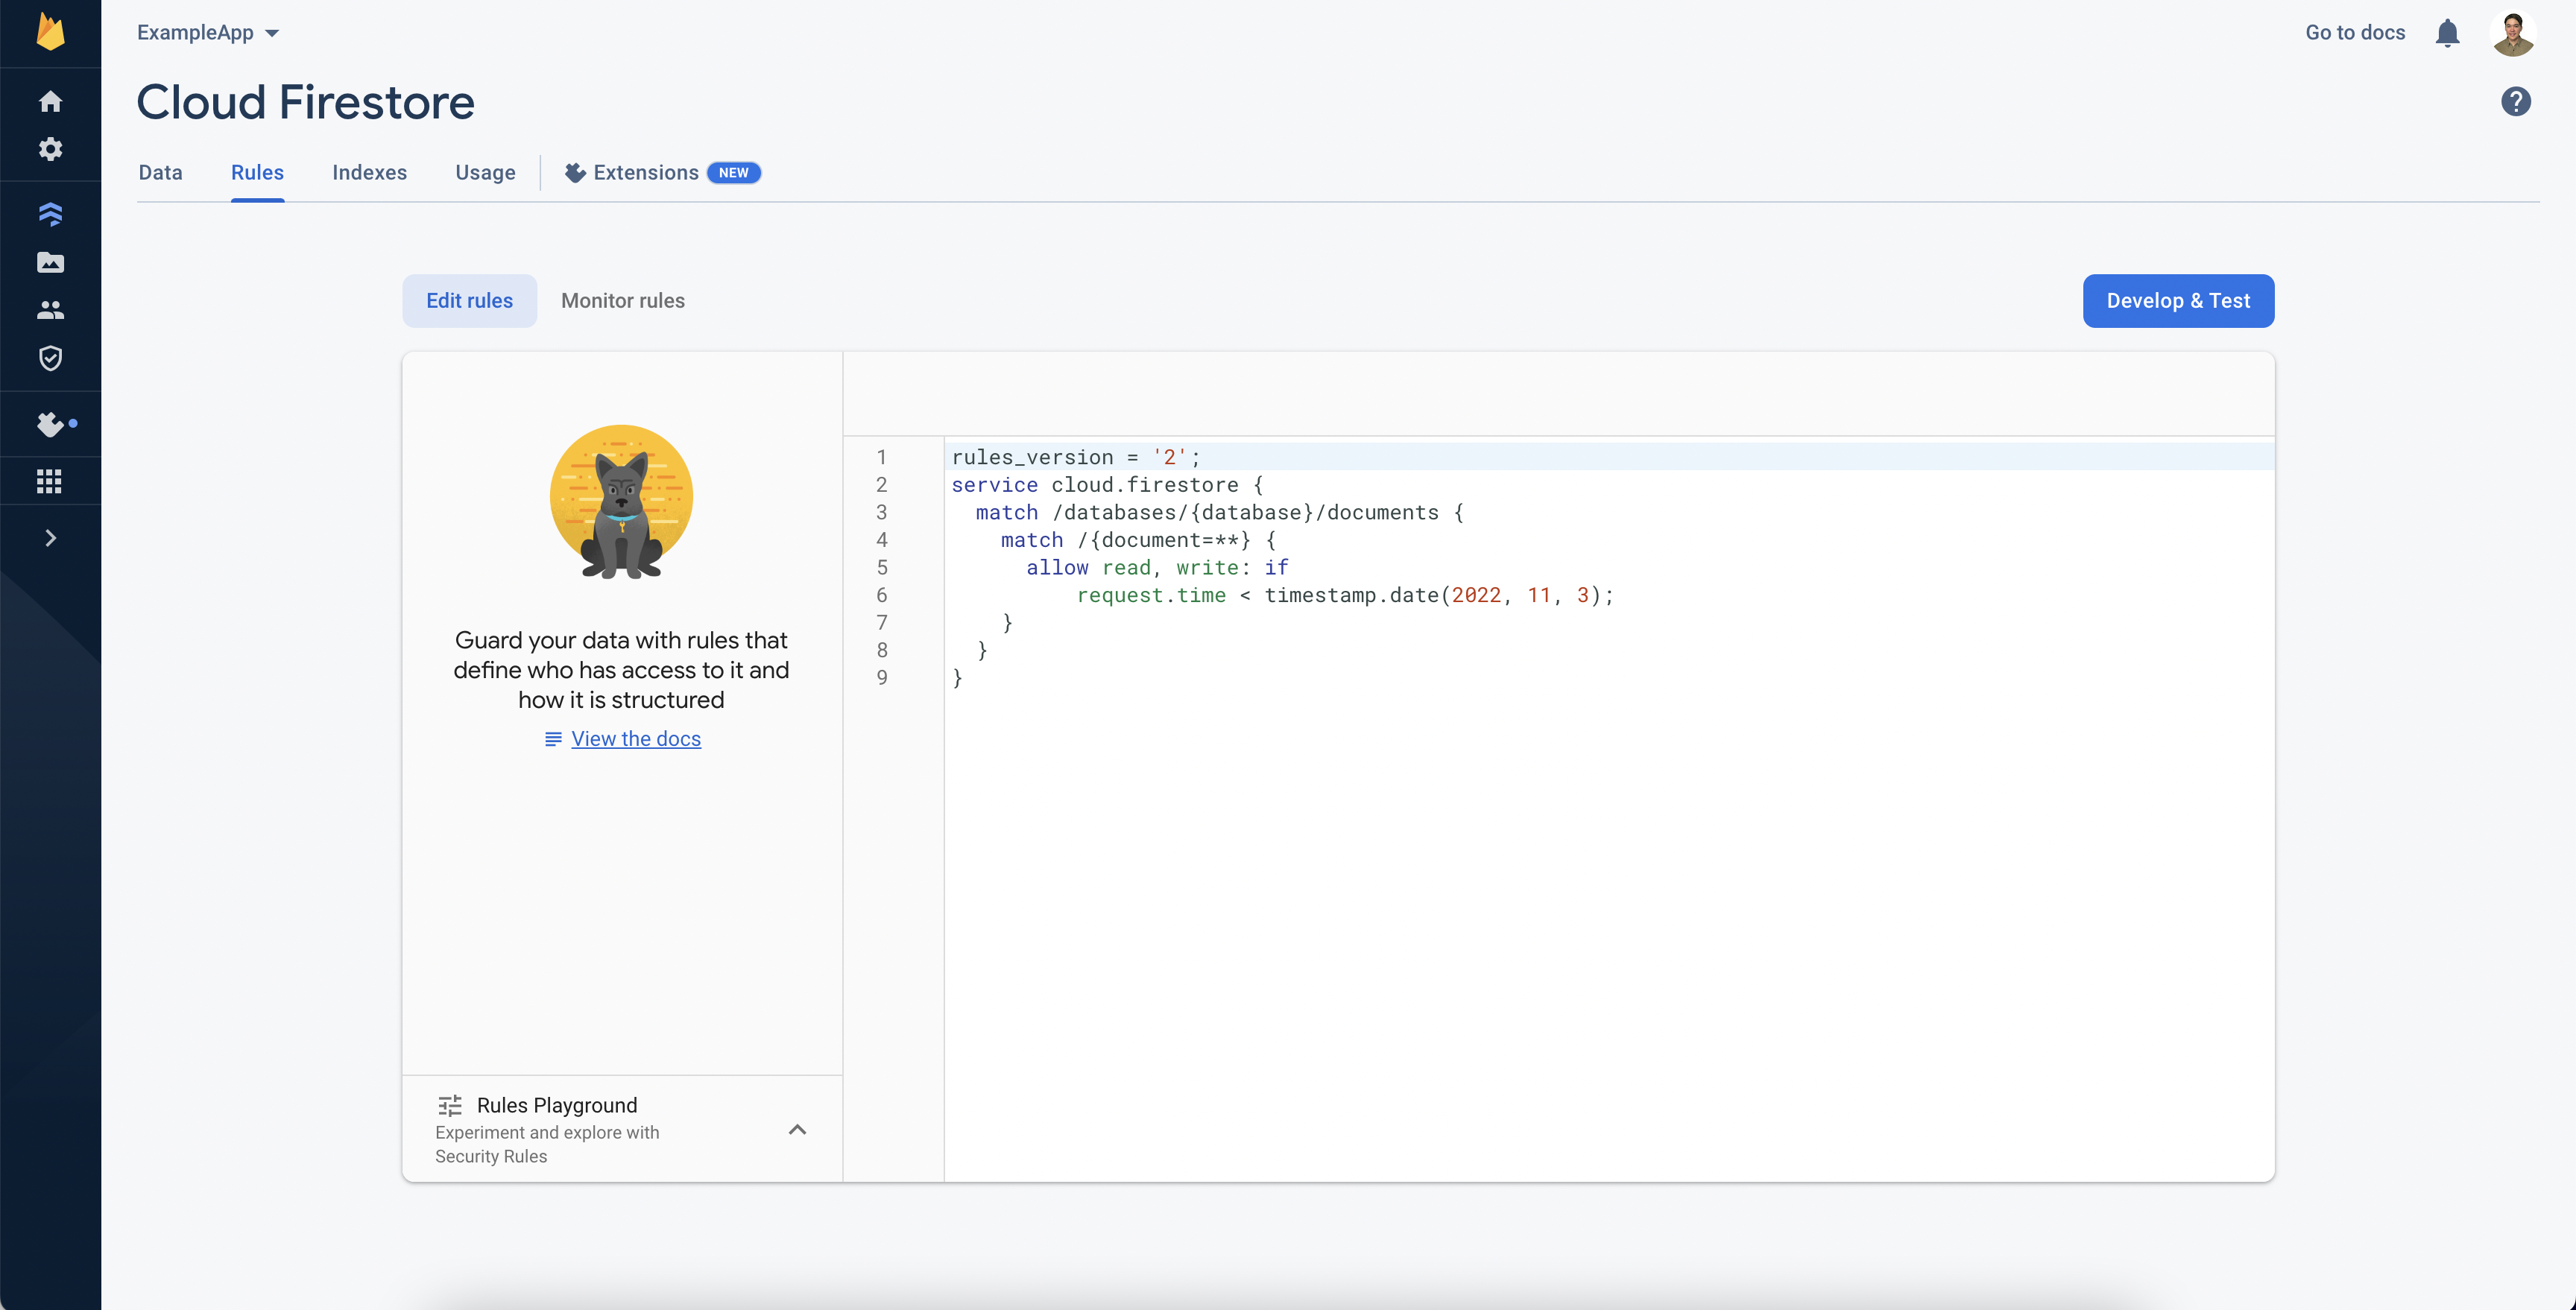 ExampleApp
Go to docs
Cloud Firestore
Data Rules Indexes Usage Extensions NEW
Edit rules Monitor rules
Develop & Test
Guard your data with rules that
define who has access to it and
how it is structured
View the docs
Rules Playground
Experiment and explore with
Security Rules
1 rules_version = '2';
2 service cloud.firestore {
3   match /databases/{database}/documents {
4     match /{document=**} {
5       allow read, write: if
6           request.time < timestamp.date(2022, 11, 3);
7     }
8   }
9 }